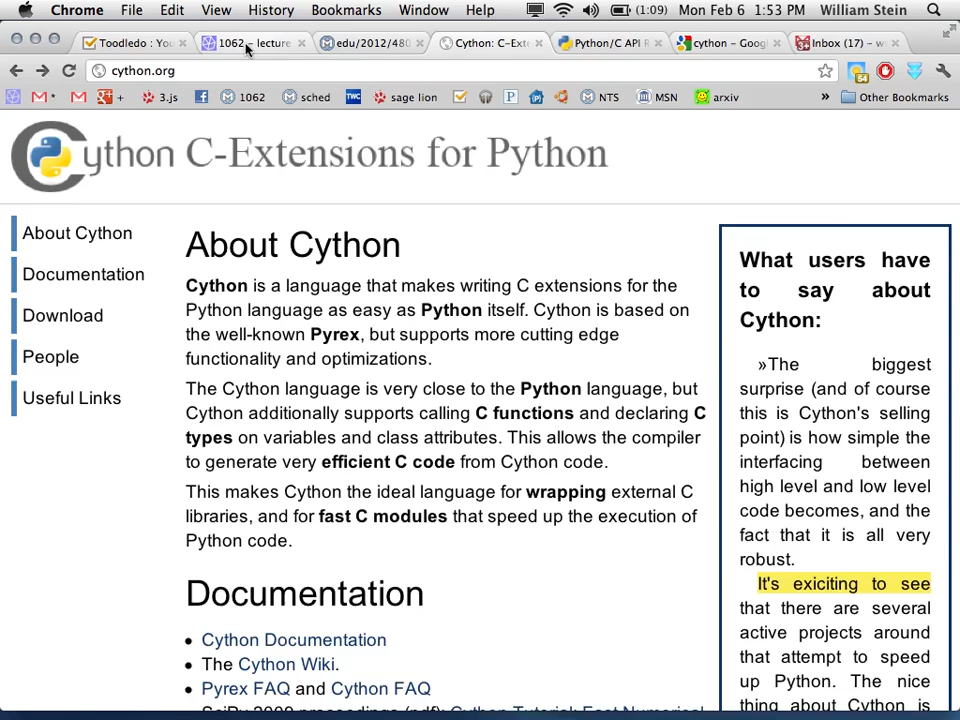 Chrome File Edit View History Bookmarks Window Help (1:09) Mon Feb 6 1:53 PM William Stein
Toodledo : You
1062 – lecture
edu/2012/480
Cython: C-Exte
Python/C API R
cython – Goog
Inbox (17) – w
cython.org
+ 3.js 1062 sched TWC sage lion NTS MSN arxiv » Other Bookmarks
54
ython C-Extensions for Python
About Cython
Documentation
Download
People
Useful Links
About Cython
Cython is a language that makes writing C extensions for the
Python language as easy as Python itself. Cython is based on
the well-known Pyrex, but supports more cutting edge
functionality and optimizations.
The Cython language is very close to the Python language, but
Cython additionally supports calling C functions and declaring C
types on variables and class attributes. This allows the compiler
to generate very efficient C code from Cython code.
This makes Cython the ideal language for wrapping external C
libraries, and for fast C modules that speed up the execution of
Python code.
Documentation
Cython Documentation
The Cython Wiki.
Pyrex FAQ and Cython FAQ
SciPy 2009 proceedings (pdf): Cython Tutorial: Fast Numerical
What users have
to say about
Cython:
»The biggest
surprise (and of course
this is Cython's selling
point) is how simple the
interfacing between
high level and low level
code becomes, and the
fact that it is all very
robust.
It's exiciting to see
that there are several
active projects around
that attempt to speed
up Python. The nice
thing about Cython is